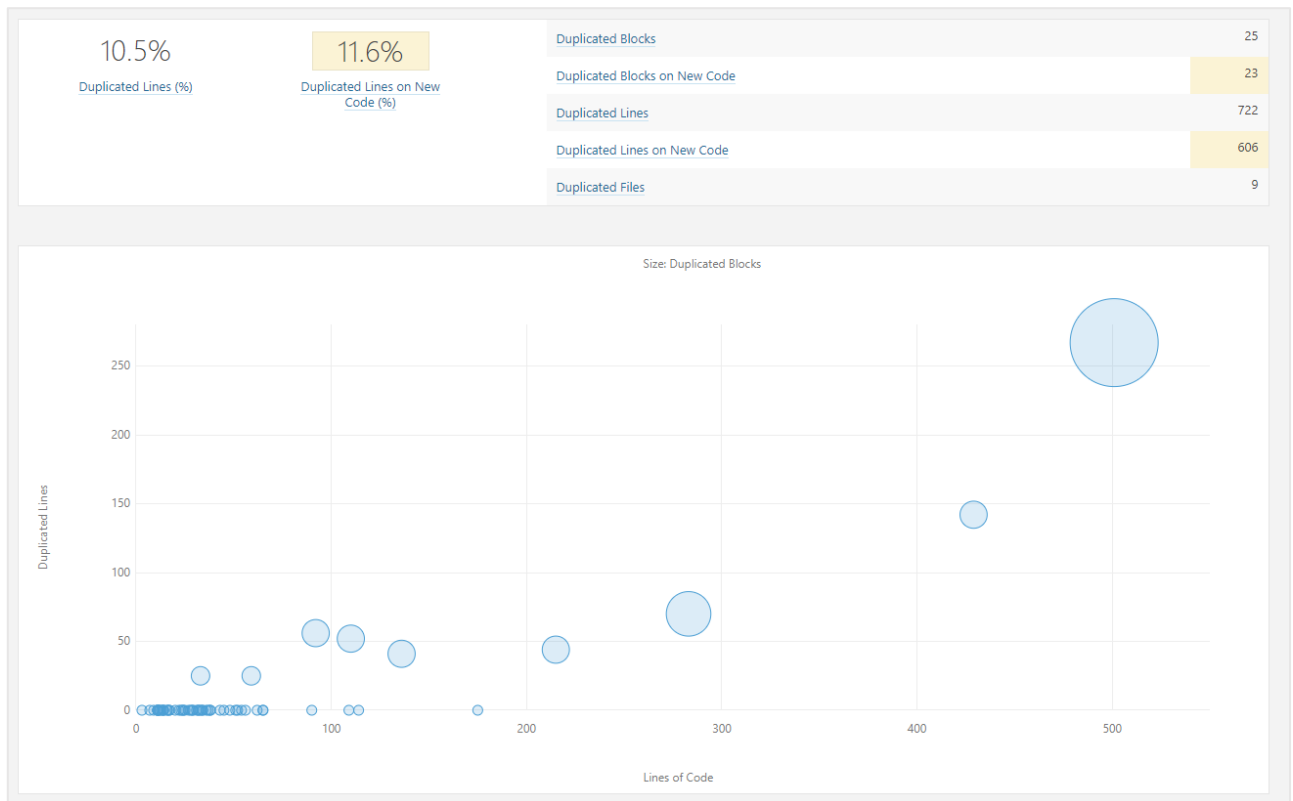 10.5%
Duplicated Lines (%)
11.6%
Duplicated Lines on New
Code (%)
Duplicated Blocks 25
Duplicated Blocks on New Code 23
Duplicated Lines 722
Duplicated Lines on New Code 606
Duplicated Files 9
Size: Duplicated Blocks
Duplicated Lines
250
200
150
100
50
0
0 100 200 300 400 500
Lines of Code